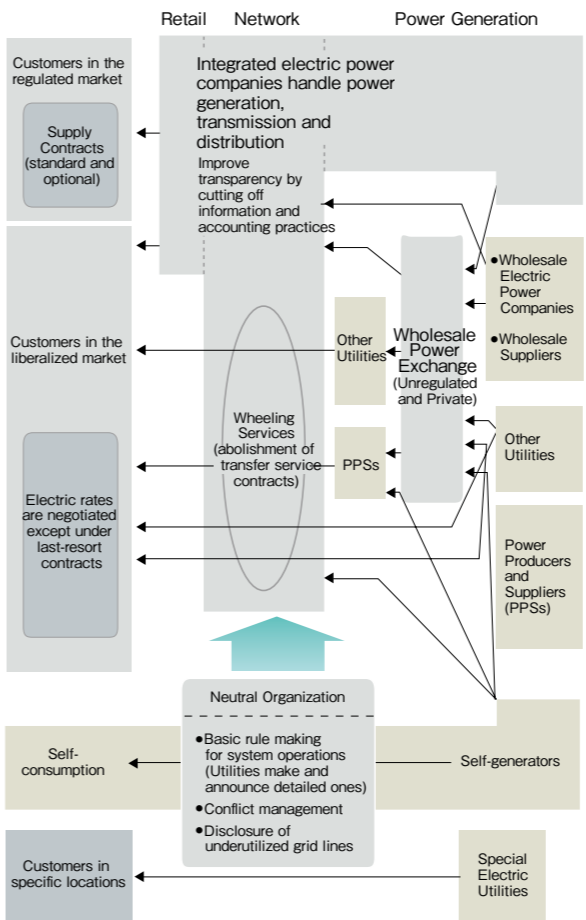 Retail
Network
Power Generation
Customers in the
regulated market
Supply
Contracts
(standard and
optional)
Integrated electric power
companies handle power
generation,
transmission and
distribution
Improve
transparency by
cutting off
information and
accounting practices
•Wholesale
Electric
Power
Companies
•Wholesale
Suppliers
Customers in the
liberalized market
Other
Utilities
Wholesale
Power
Exchange
(Unregulated
and Private)
Wheeling
Services
(abolishment of
transfer service
contracts)
PPSs
Other
Utilities
Electric rates
are negotiated
except under
last-resort
contracts
Power
Producers
and
Suppliers
(PPSs)
Neutral Organization
•Basic rule making
for system operations
(Utilities make and
announce detailed ones)
•Conflict management
•Disclosure of
underutilized grid lines
Self-
consumption
Self-generators
Customers in
specific locations
Special
Electric
Utilities